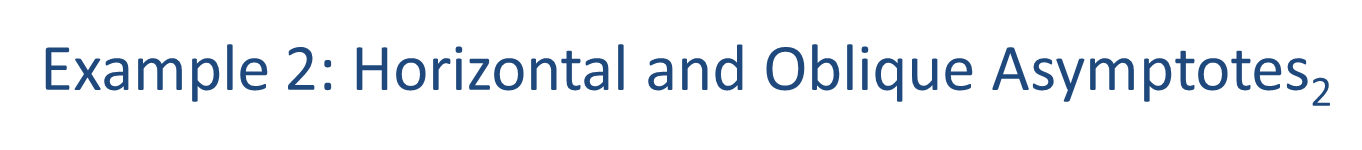 Example 2: Horizontal and Oblique Asymptotes₂